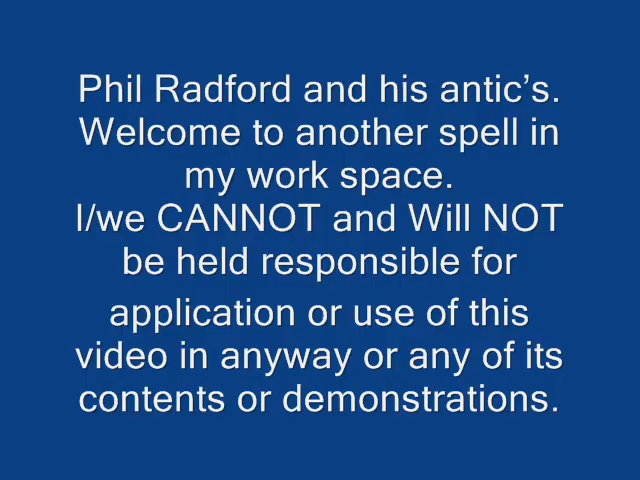 Phil Radford and his antic’s.
Welcome to another spell in
my work space.
I/we CANNOT and Will NOT
be held responsible for
application or use of this
video in anyway or any of its
contents or demonstrations.